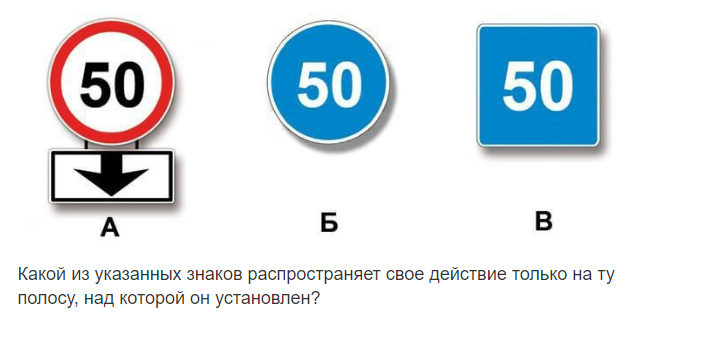 50 50 50
А Б В
Какой из указанных знаков распространяет свое действие только на ту
полосу, над которой он установлен?